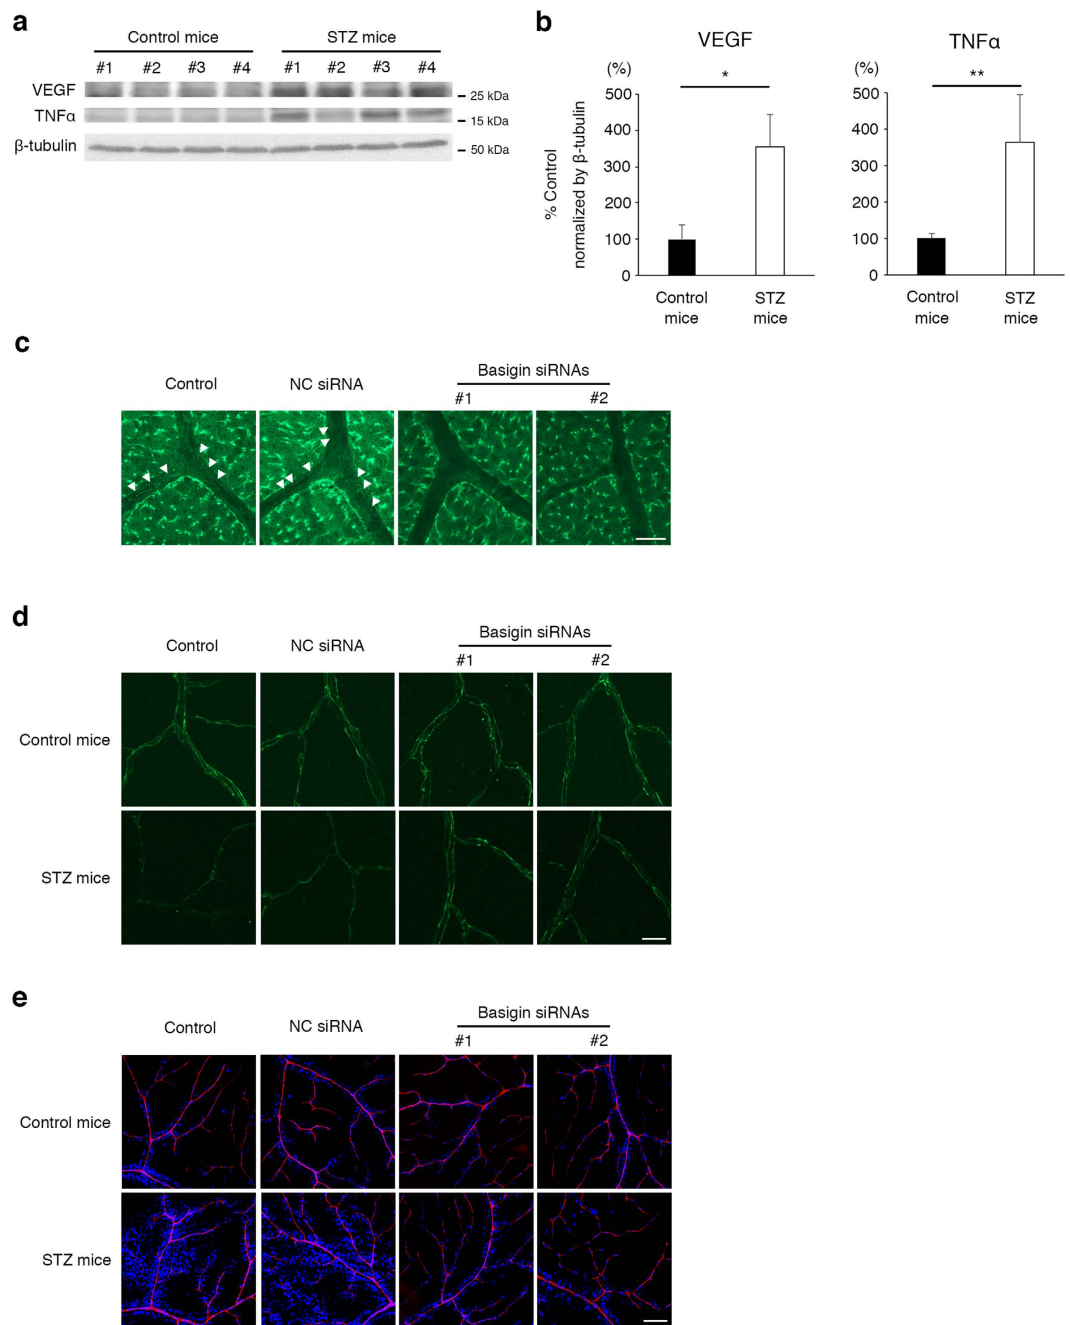 a
Control mice
STZ mice
#1 #2 #3 #4 #1 #2 #3 #4
VEGF
25 kDa
TNFα
15 kDa
β-tubulin
50 kDa
b
VEGF
(%)
*
500
400
300
200
100
0
% Control
normalized by β-tubulin
Control
mice
STZ
mice
TNFα
(%)
**
500
400
300
200
100
0
Control
mice
STZ
mice
c
Control
NC siRNA
Basigin siRNAs
#1 #2
d
Control
NC siRNA
Basigin siRNAs
#1 #2
Control mice
STZ mice
e
Control
NC siRNA
Basigin siRNAs
#1 #2
Control mice
STZ mice